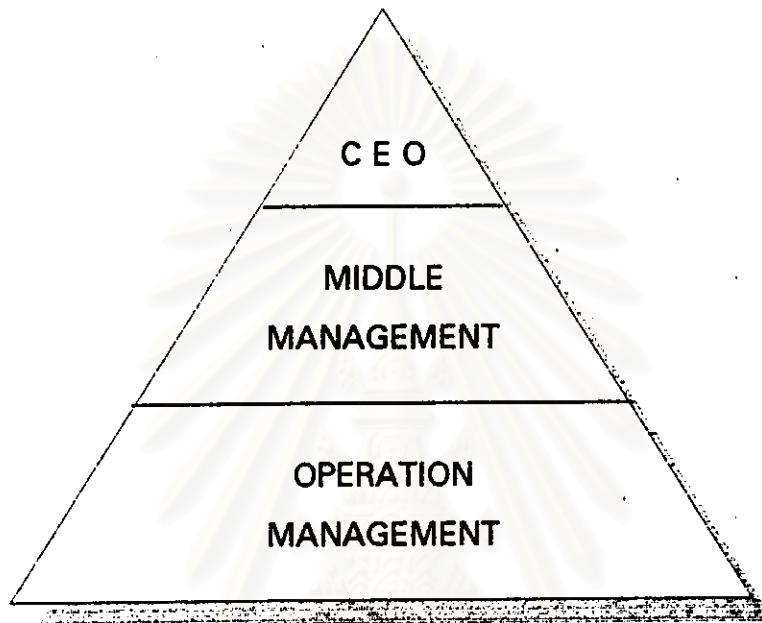 C E O
MIDDLE
MANAGEMENT
OPERATION
MANAGEMENT